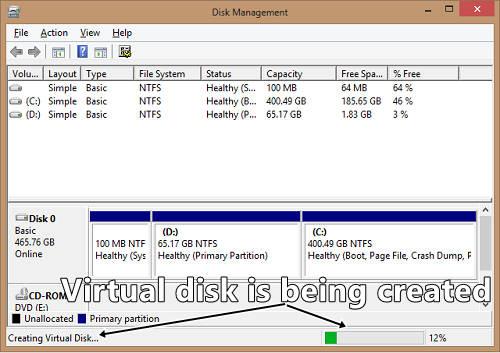 Disk Management
File Action View Help
Volu... Layout Type File System Status Capacity Free Spa... % Free
Simple Basic NTFS Healthy (S... 100 MB 64 MB 64 %
(C:) Simple Basic NTFS Healthy (B... 400.49 GB 185.65 GB 46 %
(D:) Simple Basic NTFS Healthy (P... 65.17 GB 1.83 GB 3 %
Disk 0
Basic
465.76 GB
Online
100 MB NTF
Healthy (Sys
(D:)
65.17 GB NTFS
Healthy (Primary Partition)
(C:)
400.49 GB NTFS
Healthy (Boot, Page File, Crash Dump, F
CD-ROM
DVD (E:)
Virtual disk is being created
Unallocated Primary partition
Creating Virtual Disk... 12%